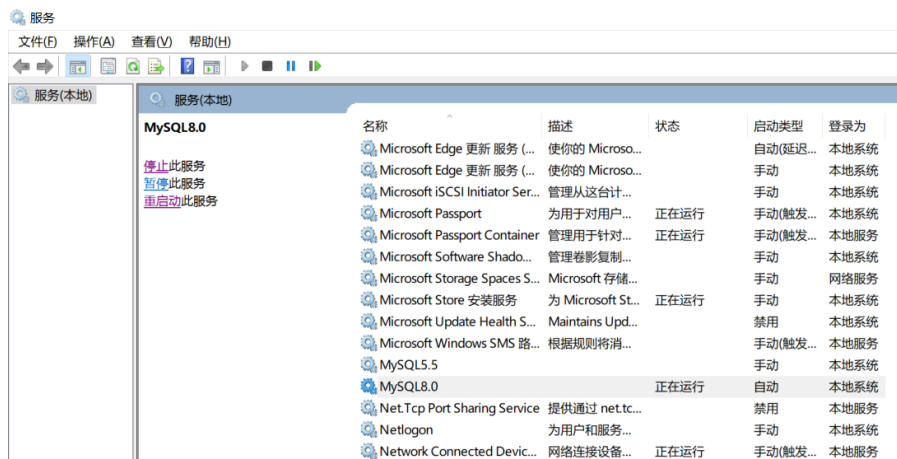 服务
文件(F) 操作(A) 查看(V) 帮助(H)
服务(本地)
服务(本地)
MySQL8.0
停止此服务
暂停此服务
重启动此服务
名称 描述 状态 启动类型 登录为
Microsoft Edge 更新 服务 (... 使你的 Microso... 自动(延迟... 本地系统
Microsoft Edge 更新 服务 (... 使你的 Microso... 手动 本地系统
Microsoft iSCSI Initiator Ser... 管理从这台计... 手动 本地系统
Microsoft Passport 为用于对用户... 正在运行 手动(触发... 本地系统
Microsoft Passport Container 管理用于针对... 正在运行 手动(触发... 本地服务
Microsoft Software Shado... 管理卷影复制... 手动 本地系统
Microsoft Storage Spaces S... Microsoft 存储... 手动 网络服务
Microsoft Store 安装服务 为 Microsoft St... 正在运行 手动 本地系统
Microsoft Update Health S... Maintains Upd... 禁用 本地系统
Microsoft Windows SMS 路... 根据规则将消... 手动(触发... 本地服务
MySQL5.5 手动 本地系统
MySQL8.0 正在运行 自动 本地系统
Net.Tcp Port Sharing Service 提供通过 net.tc... 禁用 本地服务
Netlogon 为用户和服务... 手动 本地系统
Network Connected Devic... 网络连接设备... 正在运行 手动(触发... 本地服务